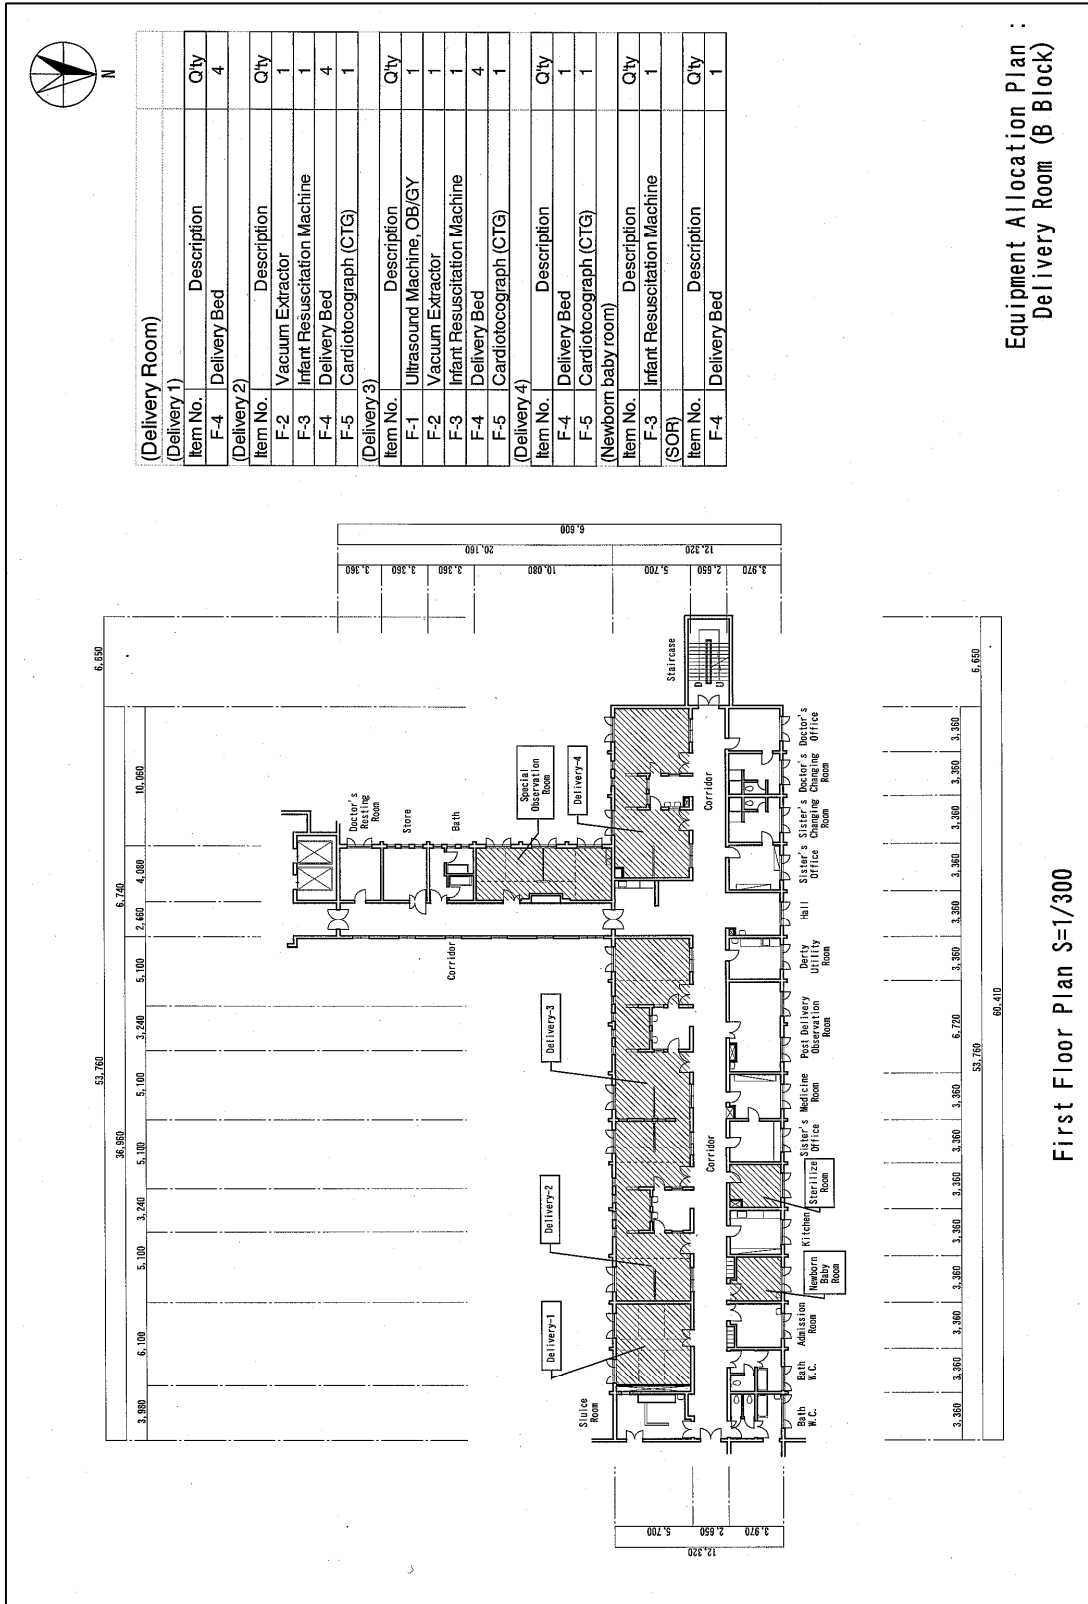 Equipment Allocation Plan :
Delivery Room (B Block)
N
(Delivery Room)
(Delivery 1)
Item No. Description Q'ty
F-4 Delivery Bed 4
(Delivery 2)
Item No. Description Q'ty
F-2 Vacuum Extractor 1
F-3 Infant Resuscitation Machine 1
F-4 Delivery Bed 4
F-5 Cardiotocograph (CTG) 1
(Delivery 3)
Item No. Description Q'ty
F-1 Ultrasound Machine, OB/GY 1
F-2 Vacuum Extractor 1
F-3 Infant Resuscitation Machine 1
F-4 Delivery Bed 4
F-5 Cardiotocograph (CTG) 1
(Delivery 4)
Item No. Description Q'ty
F-4 Delivery Bed 1
F-5 Cardiotocograph (CTG) 1
(Newborn baby room)
Item No. Description Q'ty
F-3 Infant Resuscitation Machine 1
(SOR)
Item No. Description Q'ty
F-4 Delivery Bed 1
53,760 6,650
36,960 6,740 10,060
3,980 6,100 5,100 3,240 5,100 5,100 3,240 5,100 2,660 4,080
6,600
20,160 12,320
3,360 3,360 3,360 10,080 5,700 2,650 3,970
Doctor's
Resting
Room
Store
Bath
Corridor
Special
Observation
Room
Delivery-4
Delivery-3
Delivery-2
Delivery-1
Staircase
D
U
Sluice
Room
Corridor
Corridor
Bath
W.C.
Bath
W.C.
Admission
Room
Newborn
Baby
Room
Kitchen
Sterilize
Room
Sister's
Office
Medicine
Room
Post Delivery
Observation
Room
Derty
Utility
Room
Hall
Sister's
Office
Sister's
Changing
Room
Doctor's
Changing
Room
Doctor's
Office
5,700 2,650 3,970
12,320
3,360 3,360 3,360 3,360 3,360 3,360 3,360 3,360 6,720 3,360 3,360 3,360 3,360 3,360 3,360
53,760 6,650
60,410
First Floor Plan S=1/300